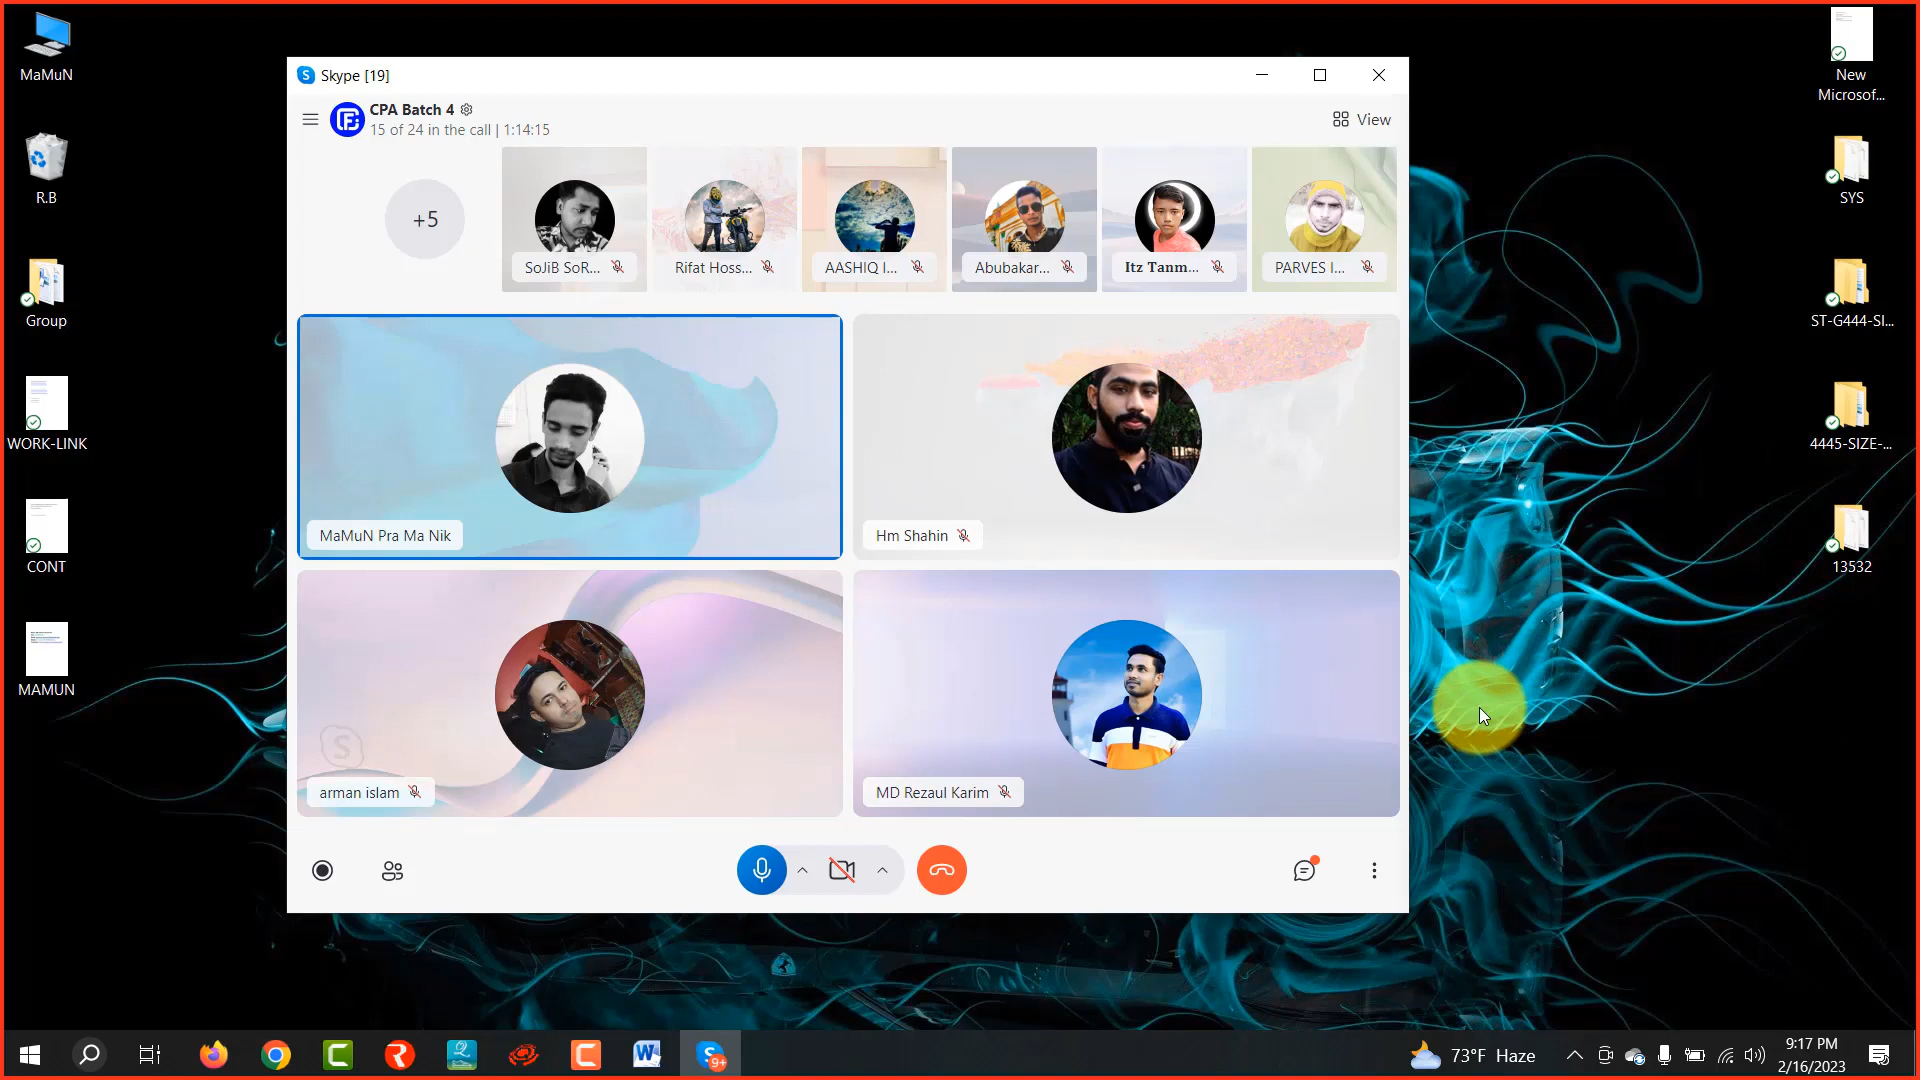 MaMuN
R.B
Group
WORK-LINK
CONT
MAMUN
Skype [19]
CPA Batch 4
15 of 24 in the call | 1:14:15
View
+5
SoJiB SoR...
Rifat Hoss...
AASHIQ I...
Abubakar...
Itz Tanm...
PARVES I...
MaMuN Pra Ma Nik
Hm Shahin
arman islam
MD Rezaul Karim
New
Microsof...
SYS
ST-G444-SI...
4445-SIZE-...
13532
9+
73°F Haze
9:17 PM
2/16/2023